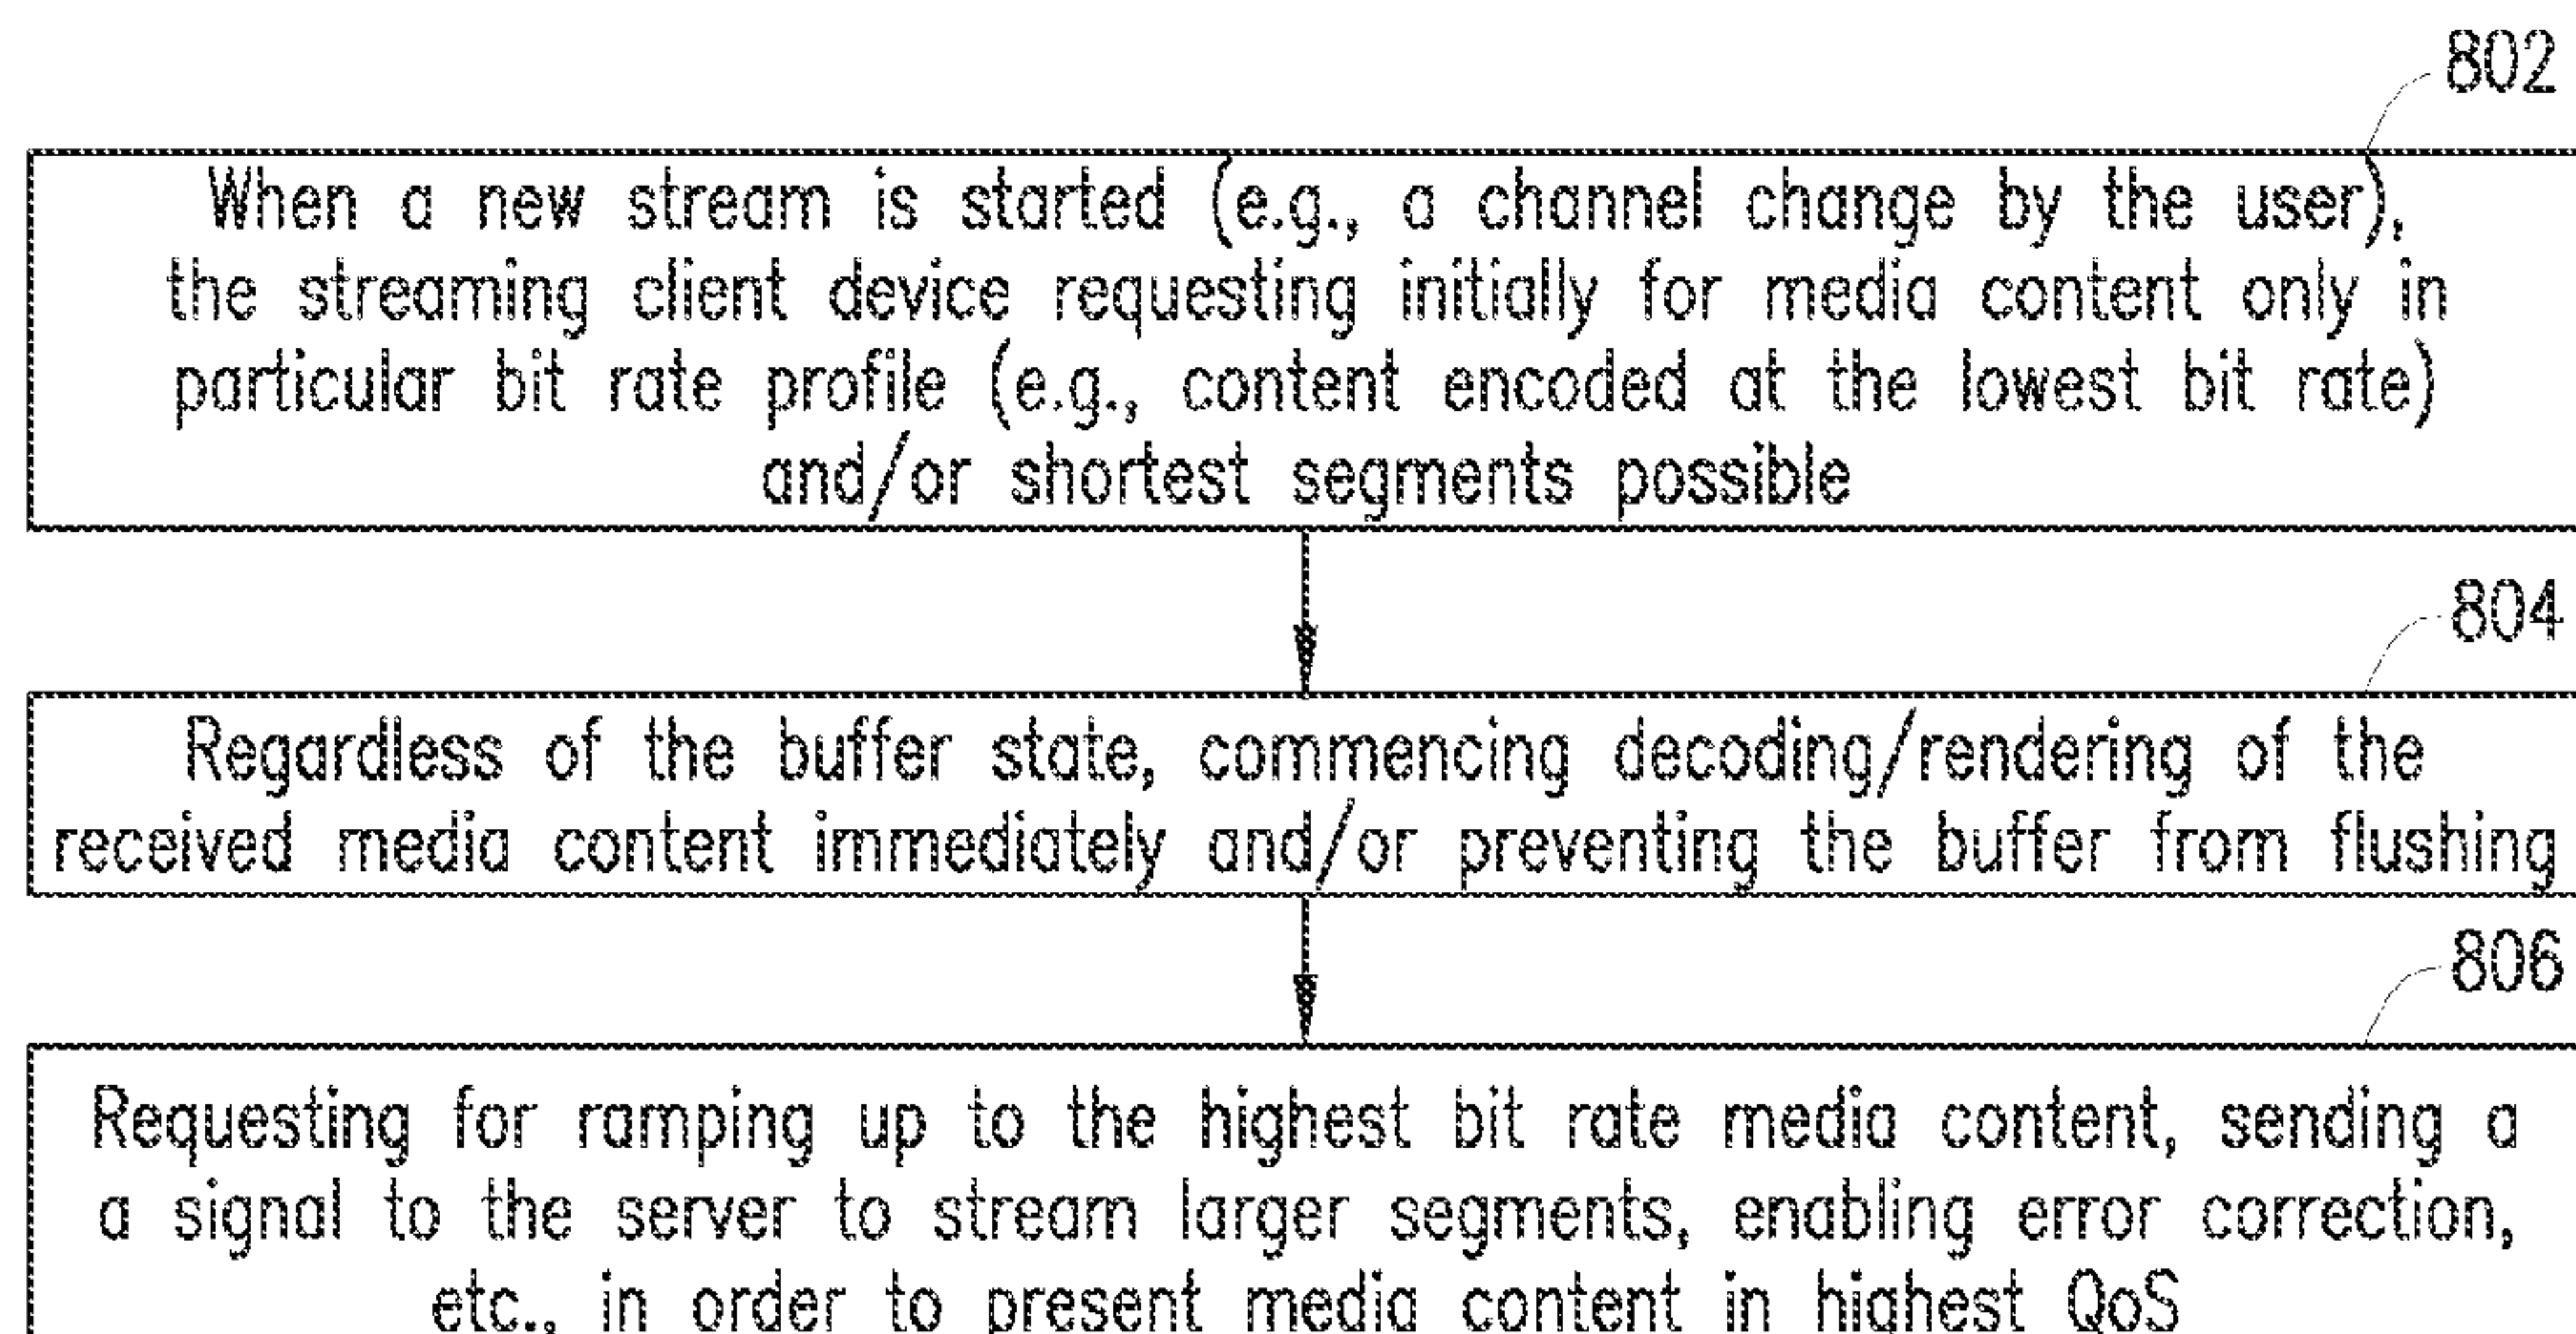 802
When a new stream is started (e.g., a channel change by the user),
the streaming client device requesting initially for media content only in
particular bit rate profile (e.g., content encoded at the lowest bit rate)
and/or shortest segments possible
804
Regardless of the buffer state, commencing decoding/rendering of the
received media content immediately and/or preventing the buffer from flushing
806
Requesting for ramping up to the highest bit rate media content, sending a
a signal to the server to stream larger segments, enabling error correction,
etc., in order to present media content in highest QoS